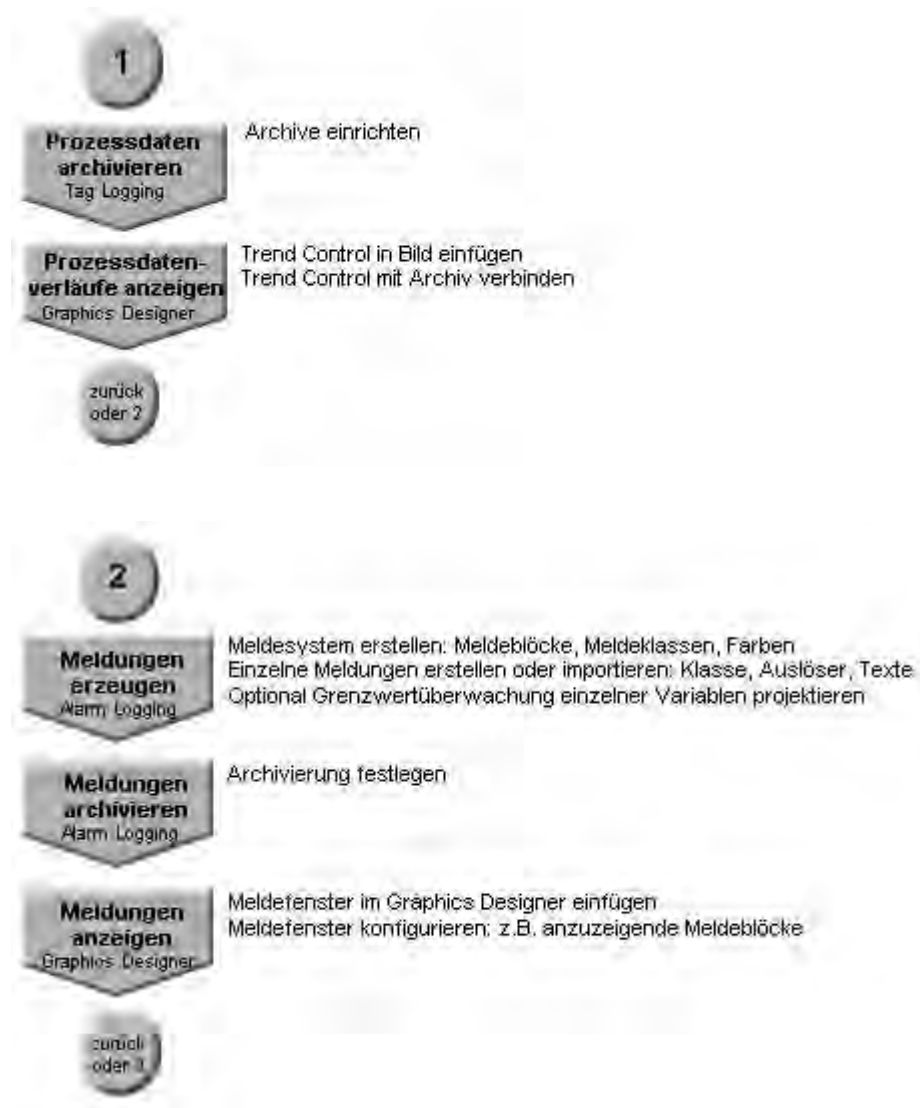 1
Prozessdaten
archivieren
Tag Logging
Archive einrichten
Prozessdaten-
verläufe anzeigen
Graphics Designer
Trend Control in Bild einfügen
Trend Control mit Archiv verbinden
zurück
oder 2
2
Meldungen
erzeugen
Alarm Logging
Meldesystem erstellen: Meldeblöcke, Meldeklassen, Farben
Einzelne Meldungen erstellen oder importieren: Klasse, Auslöser, Texte
Optional Grenzwertüberwachung einzelner Variablen projektieren
Meldungen
archivieren
Alarm Logging
Archivierung festlegen
Meldungen
anzeigen
Graphics Designer
Meldefenster im Graphics Designer einfügen
Meldefenster konfigurieren: z.B. anzuzeigende Meldeblöcke
zurück
oder 3